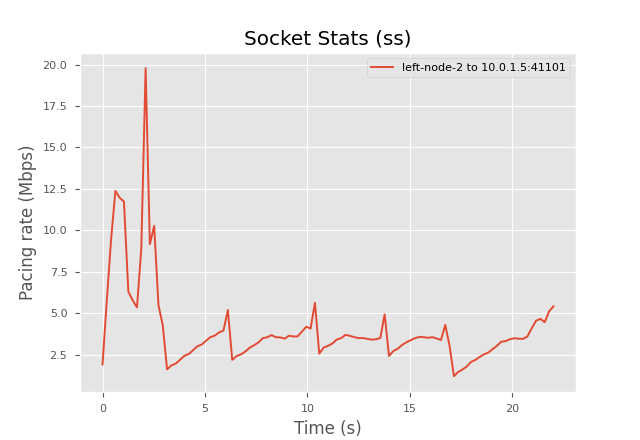 Socket Stats (ss)
left-node-2 to 10.0.1.5:41101
Pacing rate (Mbps)
20.0
17.5
15.0
12.5
10.0
7.5
5.0
2.5
0 5 10 15 20
Time (s)